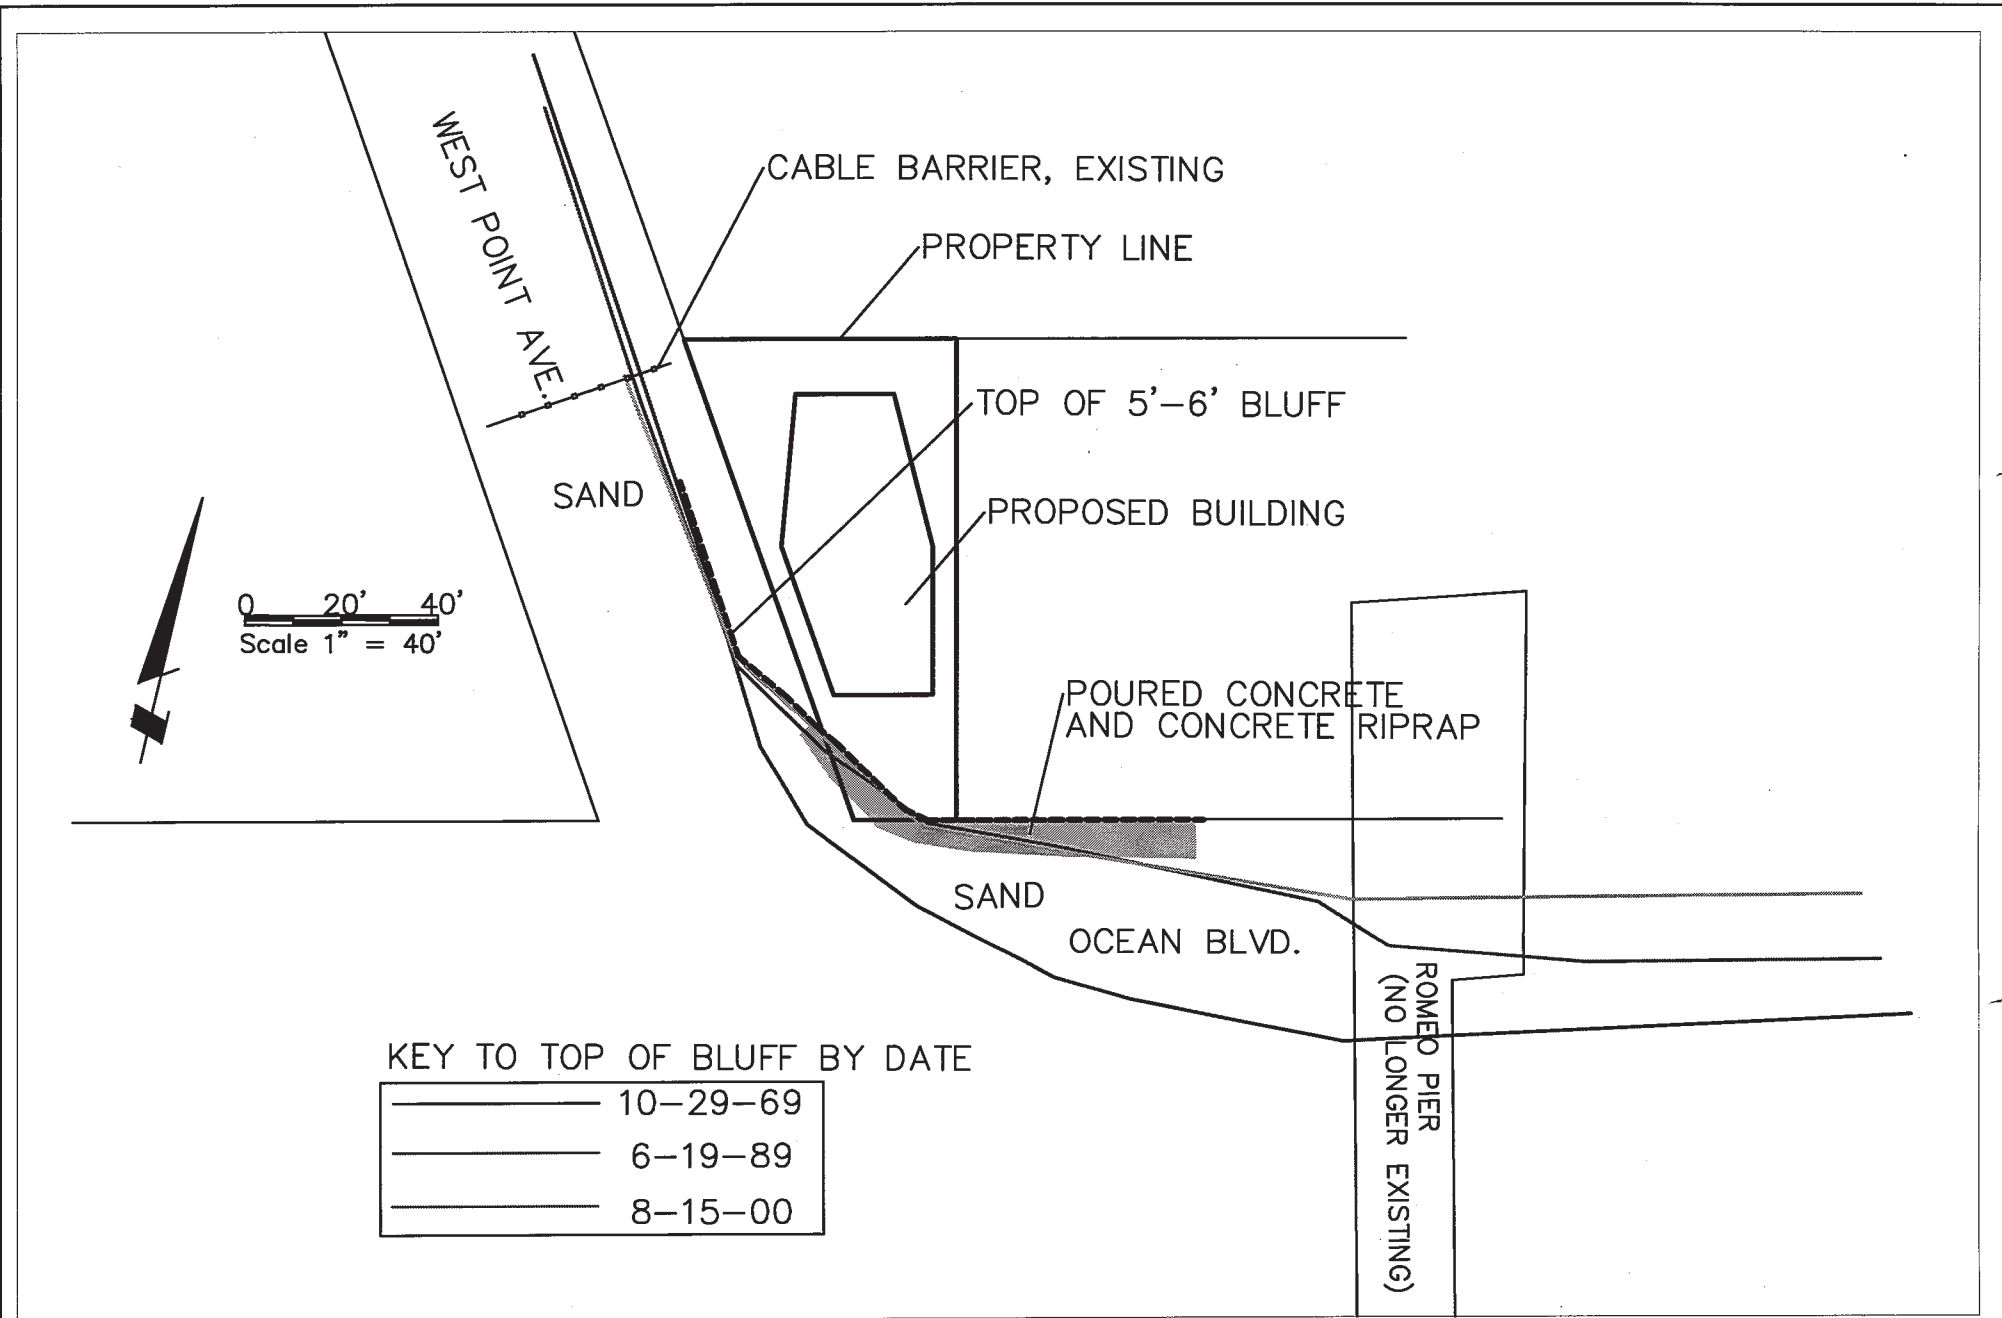 WEST POINT AVE.
CABLE BARRIER, EXISTING
PROPERTY LINE
TOP OF 5'-6' BLUFF
SAND
PROPOSED BUILDING
0 20' 40'
Scale 1" = 40'
POURED CONCRETE
AND CONCRETE RIPRAP
SAND
OCEAN BLVD.
ROMEO PIER
(NO LONGER EXISTING)
KEY TO TOP OF BLUFF BY DATE
10-29-69
6-19-89
8-15-00